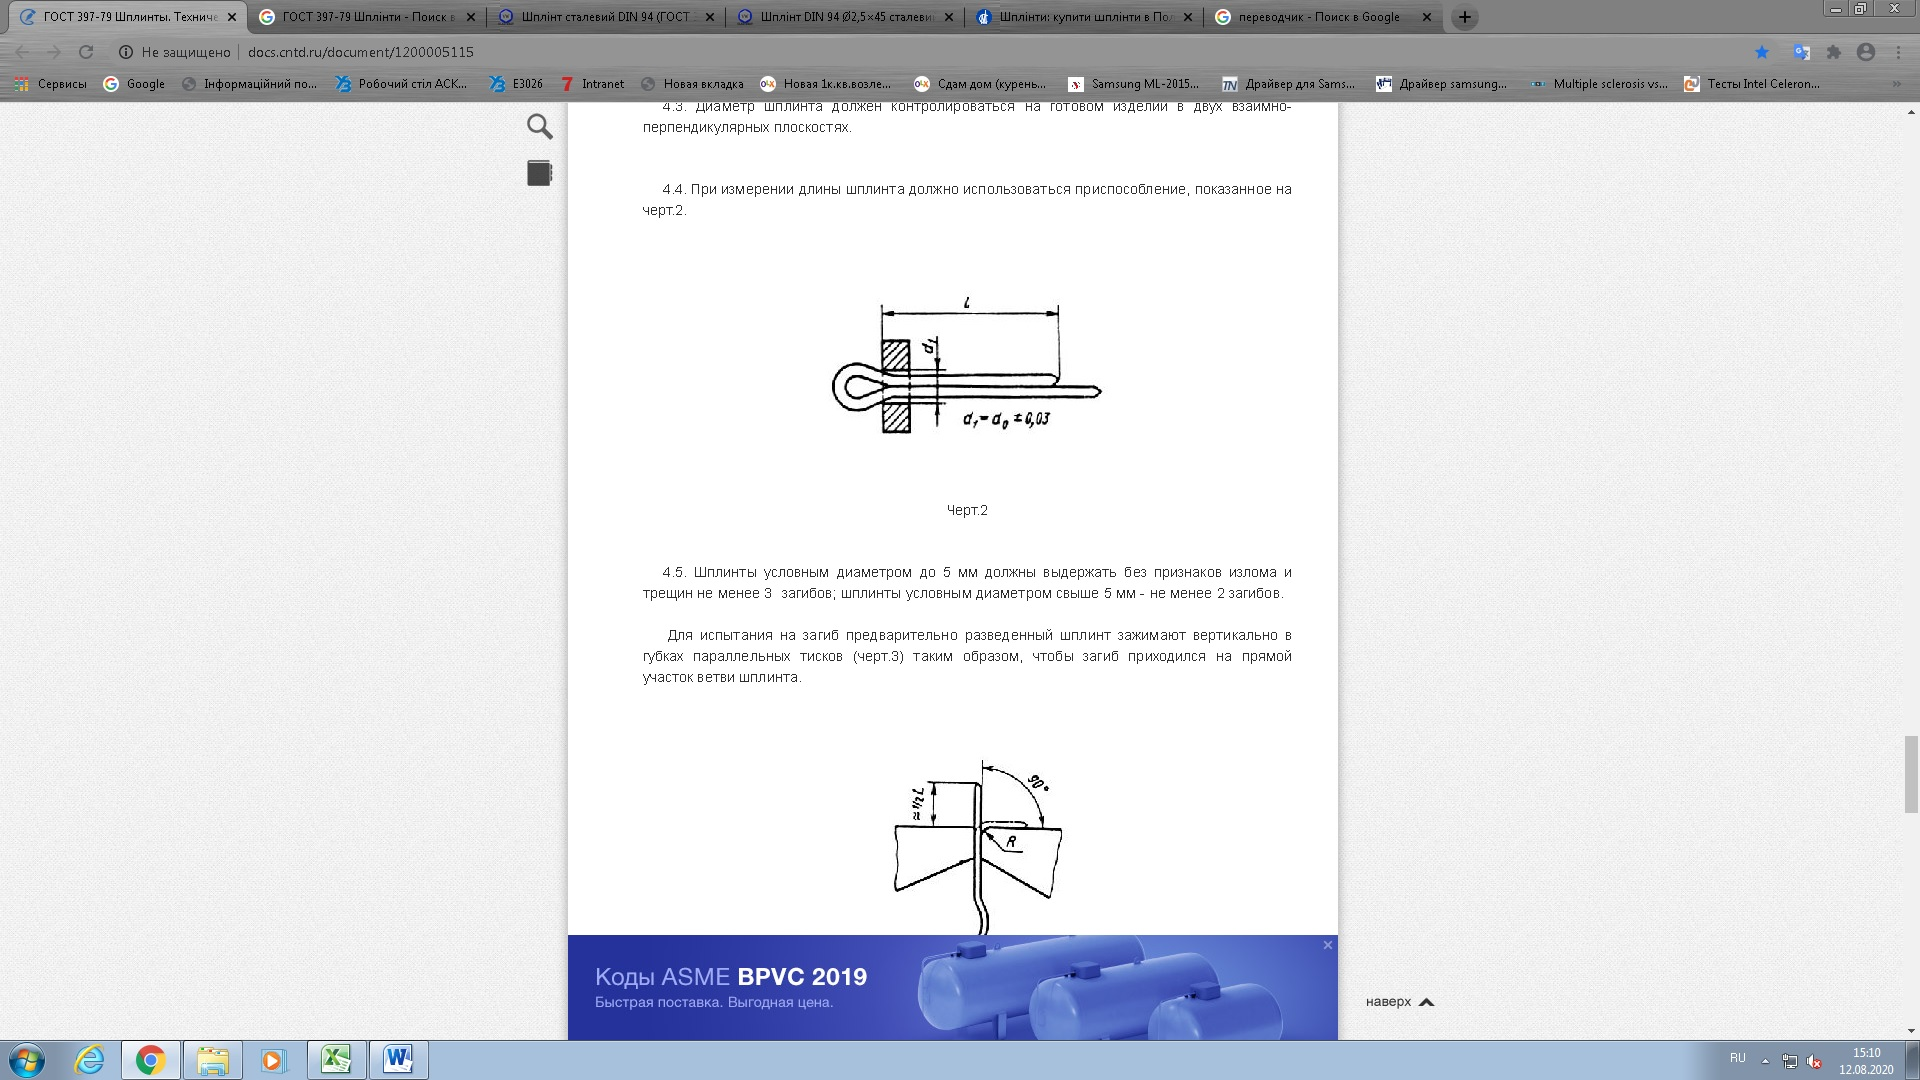 ГОСТ 397-79 Шплинты. Техниче
ГОСТ 397-79 Шплінти - Поиск в
Шплінт сталевий DIN 94 (ГОСТ
Шплінт DIN 94 Ø2,5×45 сталеви
Шплінти: купити шплінти в По
переводчик - Поиск в Google
Не защищено
docs.cntd.ru/document/1200005115
Сервисы
Google
Інформаційний по...
Робочий стіл АСК...
E3026
Intranet
Новая вкладка
Новая 1к.кв.возле...
Сдам дом (курень...
Samsung ML-2015...
Драйвер для Sams...
Драйвер samsung...
Multiple sclerosis vs...
Тесты Intel Celeron...
4.3. Диаметр шплинта должен контролироваться на готовом изделии в двух взаимно-
перпендикулярных плоскостях.
4.4. При измерении длины шплинта должно использоваться приспособление, показанное на
черт.2.
L
d₁
d₁=d₀ ±0,03
Черт.2
4.5. Шплинты условным диаметром до 5 мм должны выдержать без признаков излома и
трещин не менее 3 загибов; шплинты условным диаметром свыше 5 мм - не менее 2 загибов.
Для испытания на загиб предварительно разведенный шплинт зажимают вертикально в
губках параллельных тисков (черт.3) таким образом, чтобы загиб приходился на прямой
участок ветви шплинта.
90°
≈1/2L
R
Коды ASME BPVC 2019
Быстрая поставка. Выгодная цена.
наверх
RU
15:10
12.08.2020